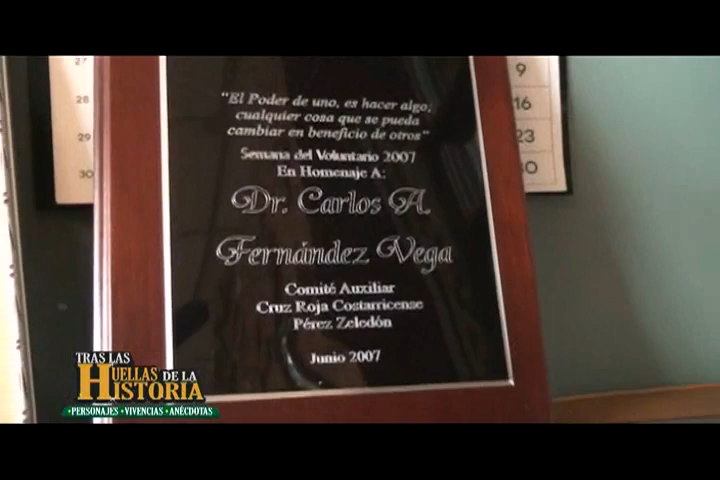 27
28
29
30
9
16
23
30
"El Poder de uno, es hacer algo;
cualquier cosa que se pueda
cambiar en beneficio de otros"
Semana del Voluntario 2007
En Homenaje A:
Dr. Carlos A.
Fernández Vega
Comité Auxiliar
Cruz Roja Costarricense
Pérez Zeledón
Junio 2007
TRAS LAS
HUELLAS DE LA
HISTORIA
•PERSONAJES •VIVENCIAS •ANÉCDOTAS